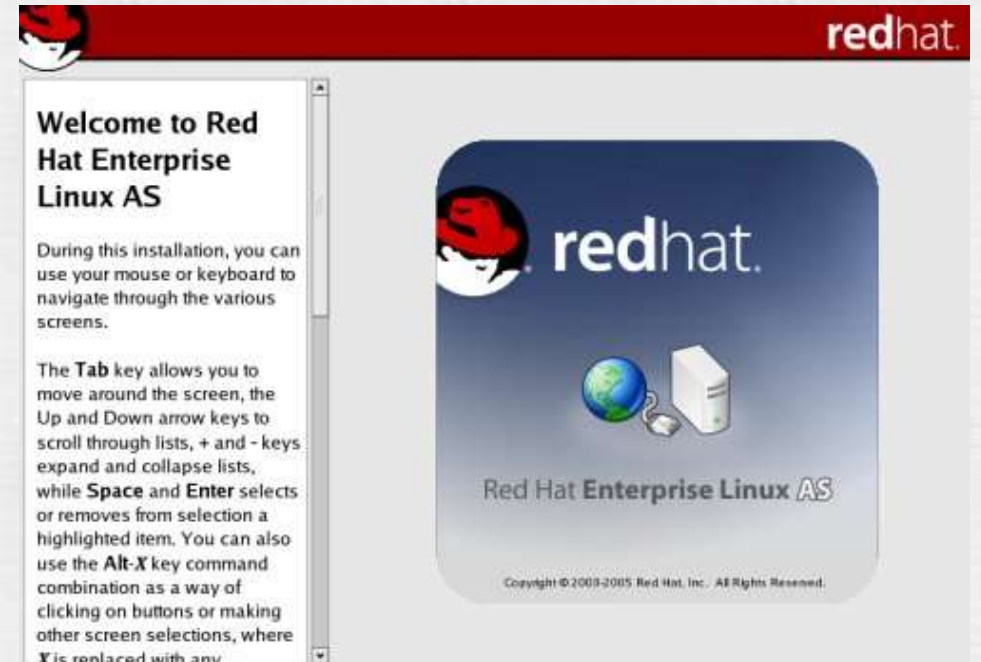 redhat.
Welcome to Red
Hat Enterprise
Linux AS
During this installation, you can
use your mouse or keyboard to
navigate through the various
screens.
The Tab key allows you to
move around the screen, the
Up and Down arrow keys to
scroll through lists, + and - keys
expand and collapse lists,
while Space and Enter selects
or removes from selection a
highlighted item. You can also
use the Alt-X key command
combination as a way of
clicking on buttons or making
other screen selections, where
X is replaced with any
redhat.
Red Hat Enterprise Linux AS
Copyright © 2003-2005 Red Hat, Inc. All Rights Reserved.